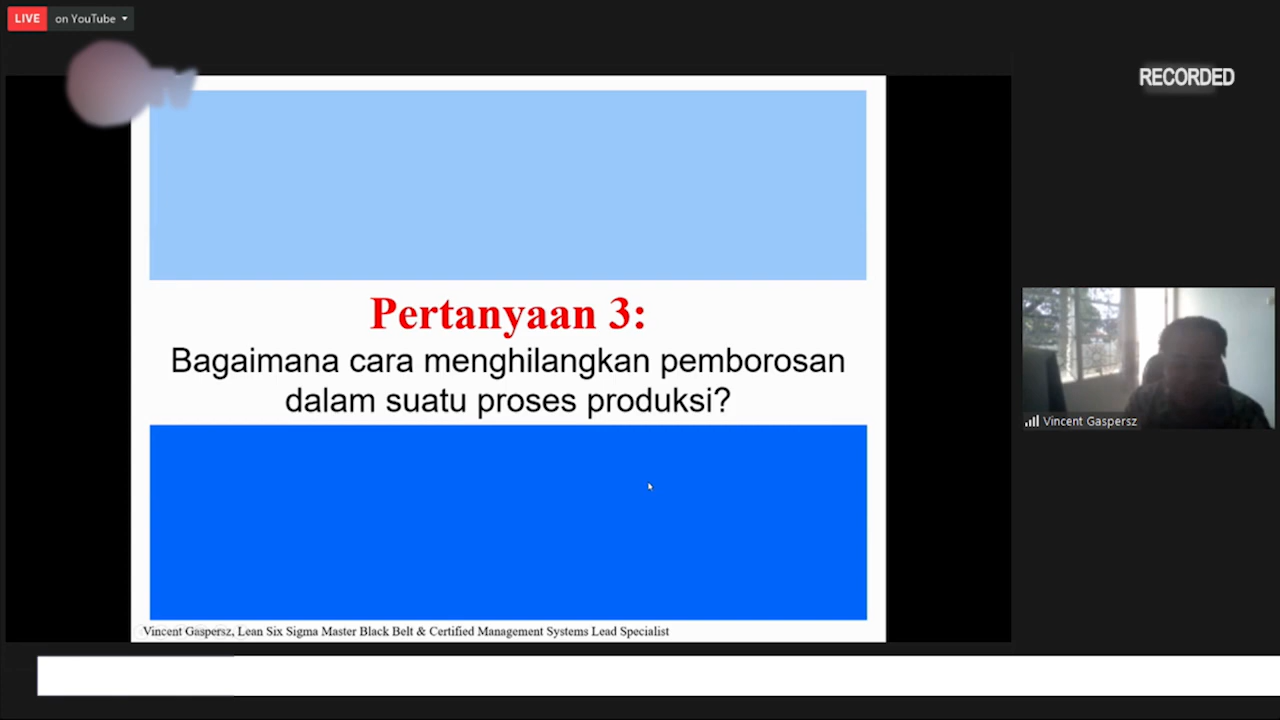 LIVE on YouTube
RECORDED
Pertanyaan 3:
Bagaimana cara menghilangkan pemborosan
dalam suatu proses produksi?
Vincent Gaspersz
Vincent Gaspersz, Lean Six Sigma Master Black Belt & Certified Management Systems Lead Specialist